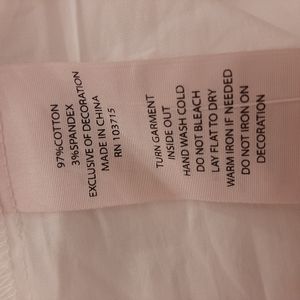 97%COTTON
3%SPANDEX
EXCLUSIVE OF DECORATION
MADE IN CHINA
RN 103715
TURN GARMENT
INSIDE OUT
HAND WASH COLD
DO NOT BLEACH
LAY FLAT TO DRY
WARM IRON IF NEEDED
DO NOT IRON ON
DECORATION